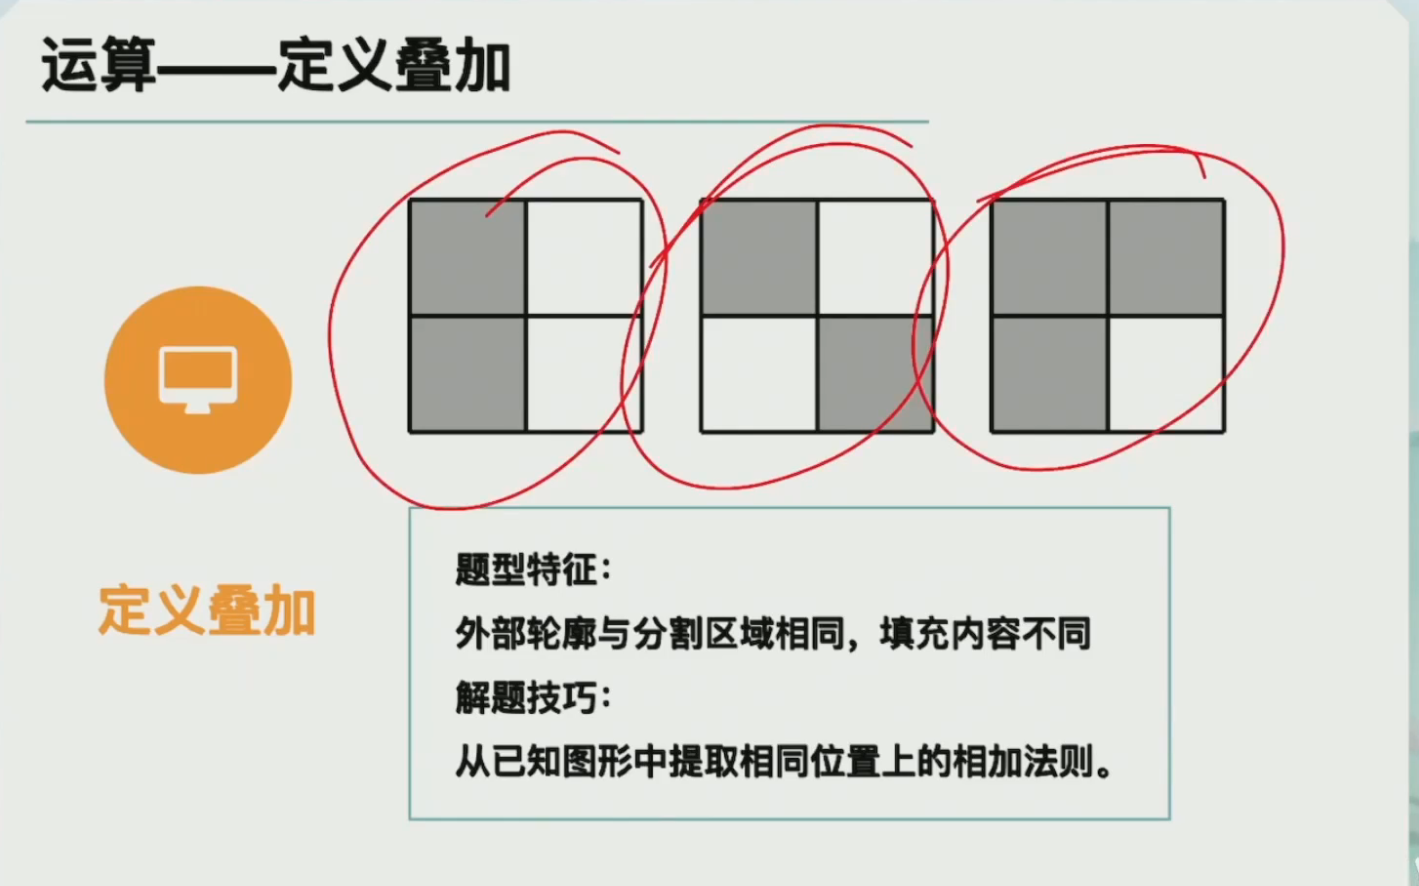 运算——定义叠加
定义叠加
题型特征：
外部轮廓与分割区域相同，填充内容不同
解题技巧：
从已知图形中提取相同位置上的相加法则。